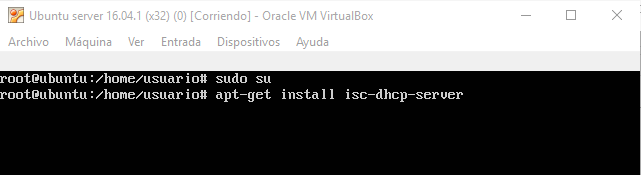 Ubuntu server 16.04.1 (x32) (0) [Corriendo] - Oracle VM VirtualBox
Archivo Máquina Ver Entrada Dispositivos Ayuda
root@ubuntu:/home/usuario# sudo su
root@ubuntu:/home/usuario# apt-get install isc-dhcp-server